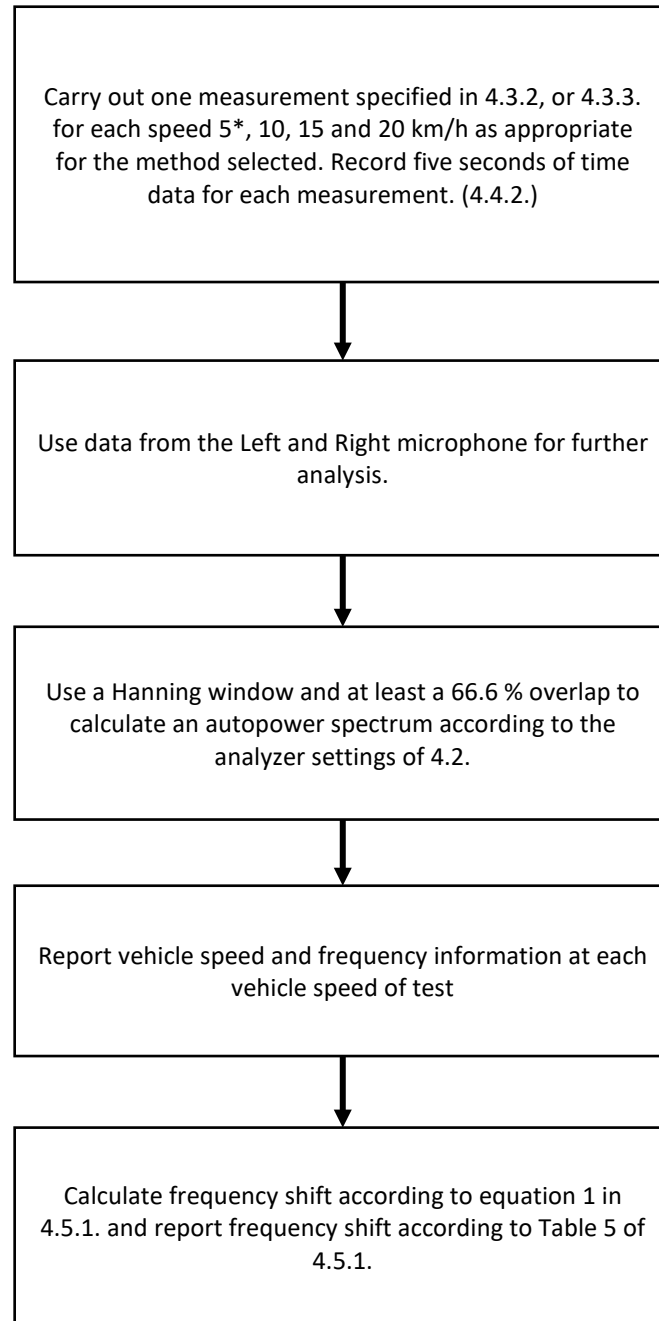 Carry out one measurement specified in 4.3.2, or 4.3.3.
for each speed 5*, 10, 15 and 20 km/h as appropriate
for the method selected. Record five seconds of time
data for each measurement. (4.4.2.)
Use data from the Left and Right microphone for further
analysis.
Use a Hanning window and at least a 66.6 % overlap to
calculate an autopower spectrum according to the
analyzer settings of 4.2.
Report vehicle speed and frequency information at each
vehicle speed of test
Calculate frequency shift according to equation 1 in
4.5.1. and report frequency shift according to Table 5 of
4.5.1.